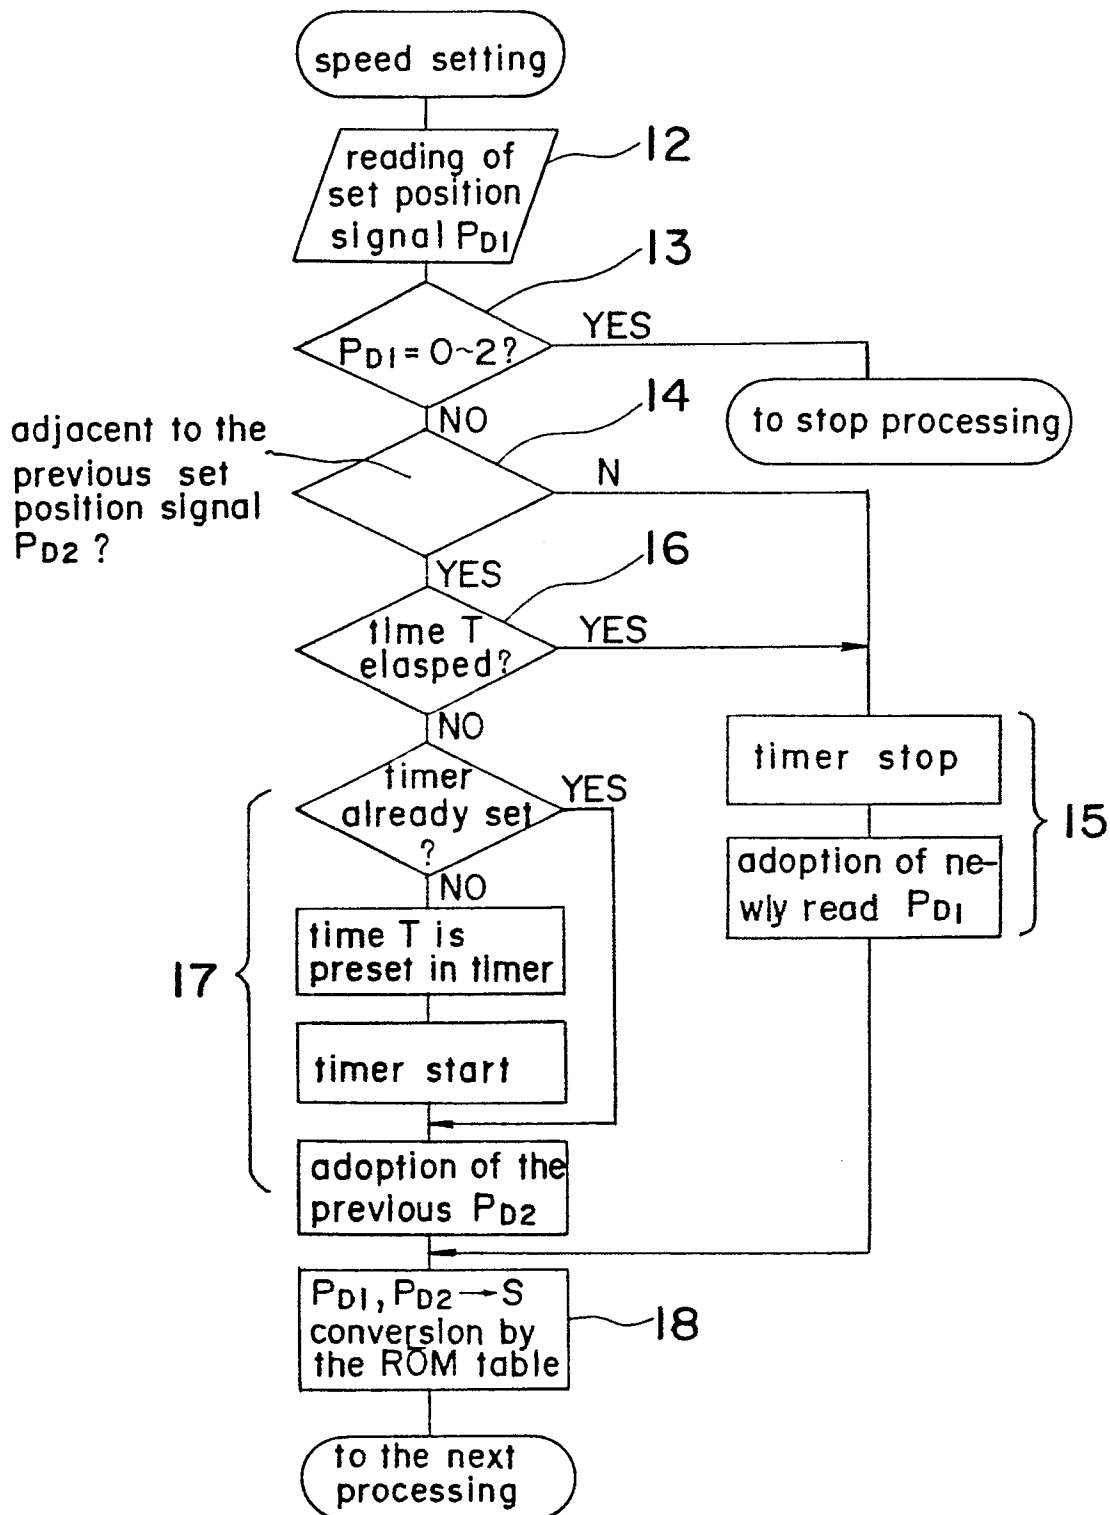 speed setting
reading of
set position
signal PD1
12
13
PD1 = 0~2?
YES
to stop processing
NO
14
adjacent to the
previous set
position signal
PD2 ?
N
YES
16
time T
elasped?
YES
NO
timer
already set
?
YES
NO
timer stop
adoption of ne-
wly read PD1
15
time T is
preset in timer
17
timer start
adoption of the
previous PD2
PD1, PD2 → S
conversion by
the ROM table
18
to the next
processing